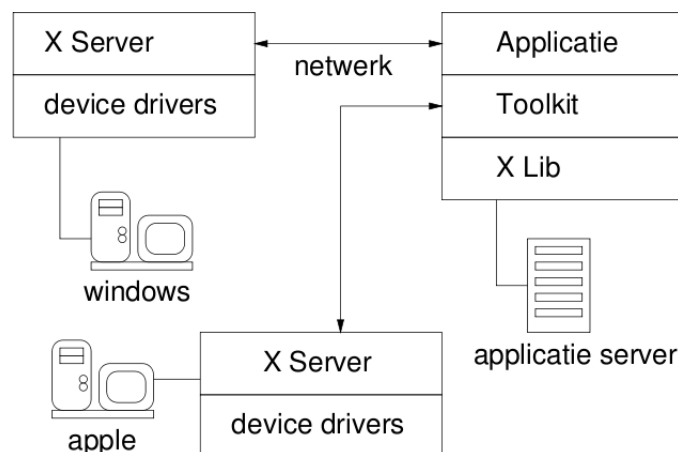 X Server
device drivers
netwerk
Applicatie
Toolkit
X Lib
windows
applicatie server
X Server
device drivers
apple